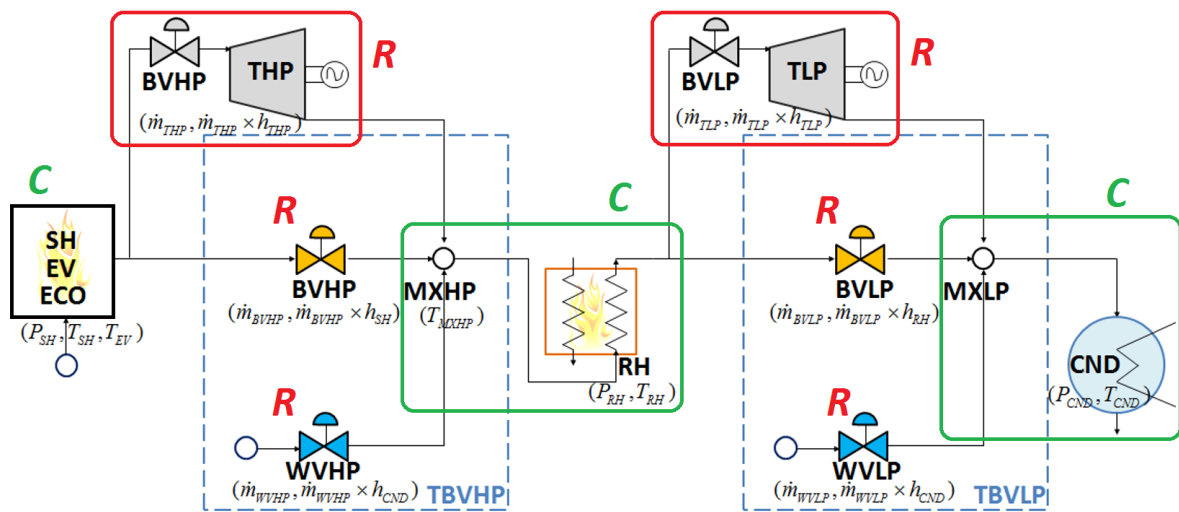 R
R
BVHP
THP
BVLP
TLP
(ṁ_THP, ṁ_THP × h_THP)
(ṁ_TLP, ṁ_TLP × h_TLP)
C
R
C
R
C
SH
EV
ECO
BVHP
MXHP
BVLP
MXLP
(ṁ_BVHP, ṁ_BVHP × h_SH)
(T_MXHP)
(ṁ_BVLP, ṁ_BVLP × h_RH)
(P_SH, T_SH, T_EV)
RH
CND
(P_RH, T_RH)
(P_CND, T_CND)
R
R
WVHP
WVLP
(ṁ_WVHP, ṁ_WVHP × h_CND)
TBVHP
(ṁ_WVLP, ṁ_WVLP × h_CND)
TBVLP